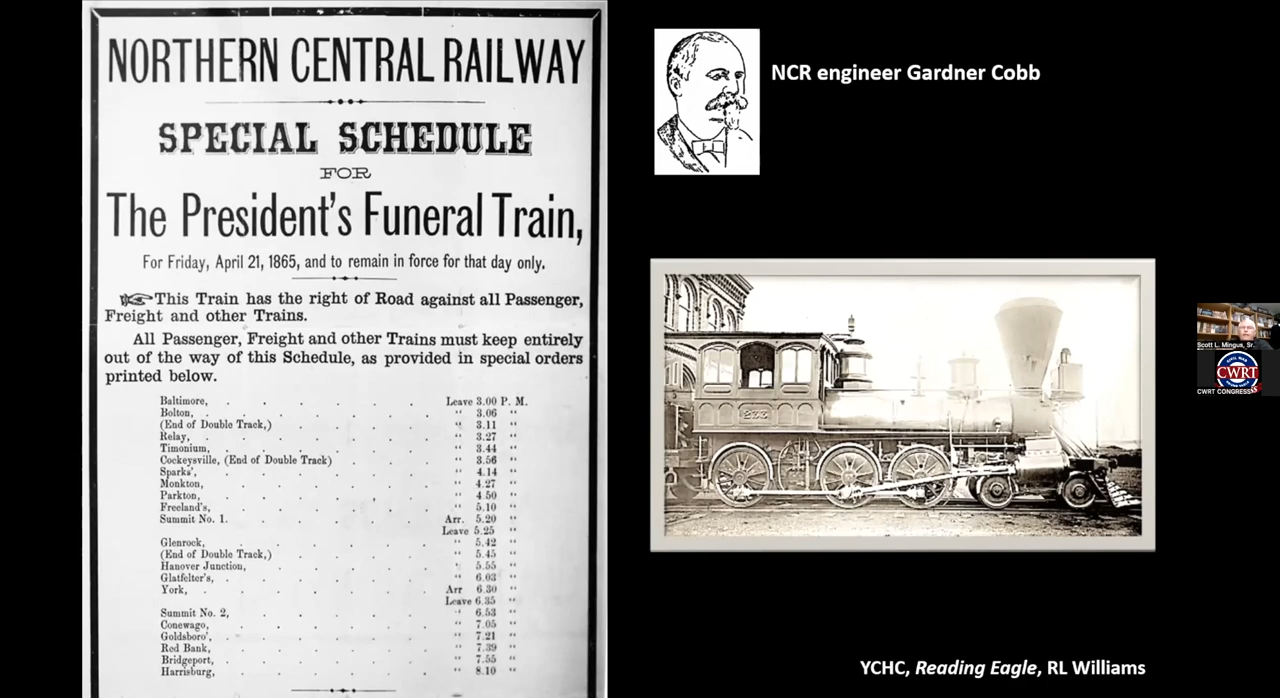 NORTHERN CENTRAL RAILWAY
SPECIAL SCHEDULE
FOR
The President's Funeral Train,
For Friday, April 21, 1865, and to remain in force for that day only.
This Train has the right of Road against all Passenger,
Freight and other Trains.
All Passenger, Freight and other Trains must keep entirely
out of the way of this Schedule, as provided in special orders
printed below.
Baltimore, . . . . . Leave 3.00 P. M.
Bolton, . . . . . . " 3.06 "
(End of Double Track,) . . . . " 3.11 "
Relay, . . . . . . " 3.27 "
Timonium, . . . . . " 3.44 "
Cockeysville, (End of Double Track) . . . " 3.56 "
Sparks', . . . . . " 4.14 "
Monkton, . . . . . " 4.27 "
Parkton, . . . . . " 4.50 "
Freeland's, . . . . . " 5.10 "
Summit No. 1. . . . . Arr. 5.20 "
Leave 5.25 "
Glenrock, . . . . . " 5.42 "
(End of Double Track,) . . . . " 5.45 "
Hanover Junction, . . . . " 5.55 "
Glatfelter's, . . . . . " 6.03 "
York, . . . . . . Arr 6.30 "
Leave 6.35 "
Summit No. 2, . . . . " 6.53 "
Conewago, . . . . . " 7.05 "
Goldsboro', . . . . . " 7.21 "
Red Bank, . . . . . " 7.39 "
Bridgeport, . . . . . " 7.55 "
Harrisburg, . . . . . " 8.10 "
NCR engineer Gardner Cobb
233
YCHC, Reading Eagle, RL Williams
Scott L. Mingus, Sr.
CIVIL WAR
CWRT
CWRT CONGRESS